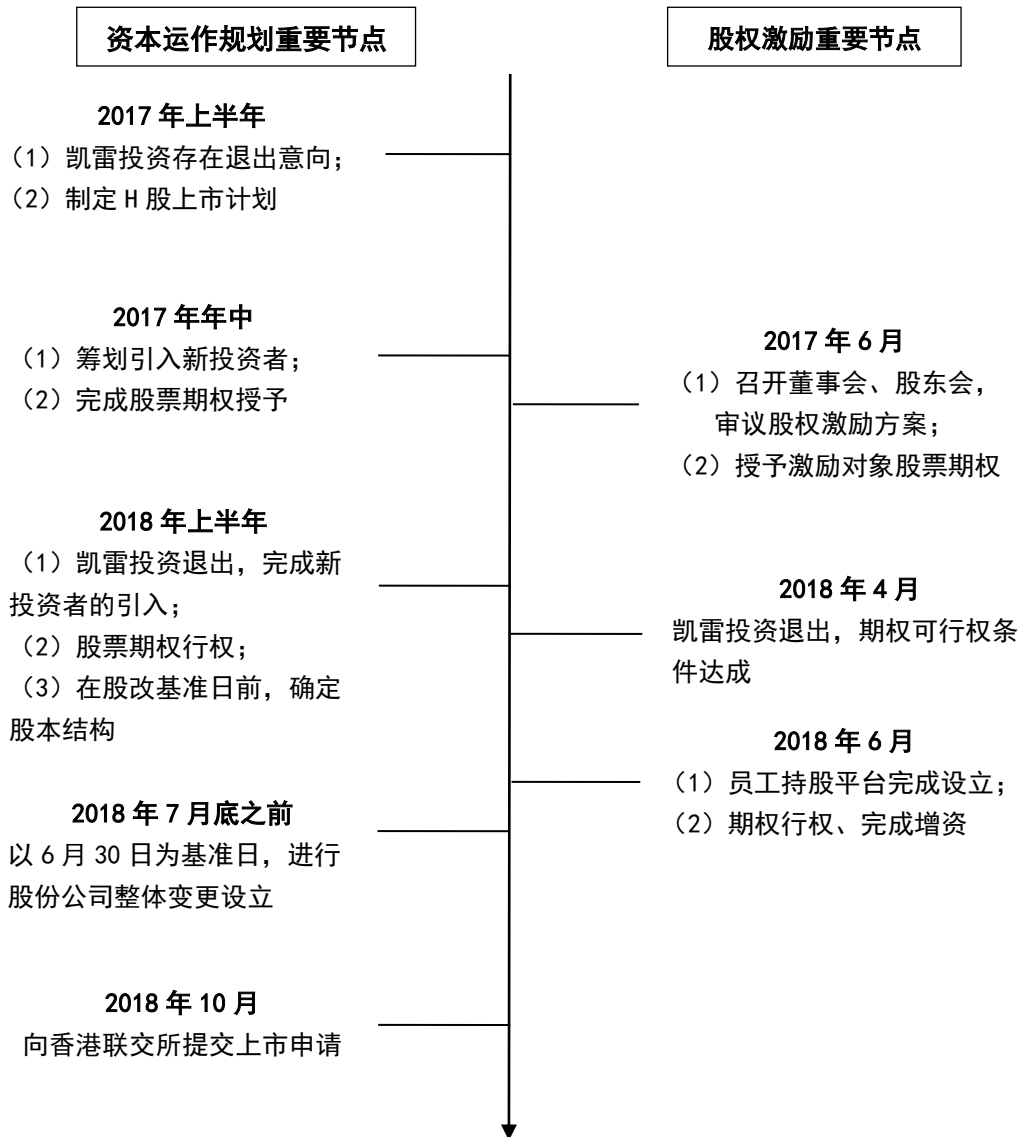 资本运作规划重要节点
股权激励重要节点
2017 年上半年
（1）凯雷投资存在退出意向；
（2）制定 H 股上市计划
2017 年年中
（1）筹划引入新投资者；
（2）完成股票期权授予
2017 年 6 月
（1）召开董事会、股东会，
审议股权激励方案；
（2）授予激励对象股票期权
2018 年上半年
（1）凯雷投资退出，完成新
投资者的引入；
（2）股票期权行权；
（3）在股改基准日前，确定
股本结构
2018 年 4 月
凯雷投资退出，期权可行权条
件达成
2018 年 6 月
（1）员工持股平台完成设立；
（2）期权行权、完成增资
2018 年 7 月底之前
以 6 月 30 日为基准日，进行
股份公司整体变更设立
2018 年 10 月
向香港联交所提交上市申请